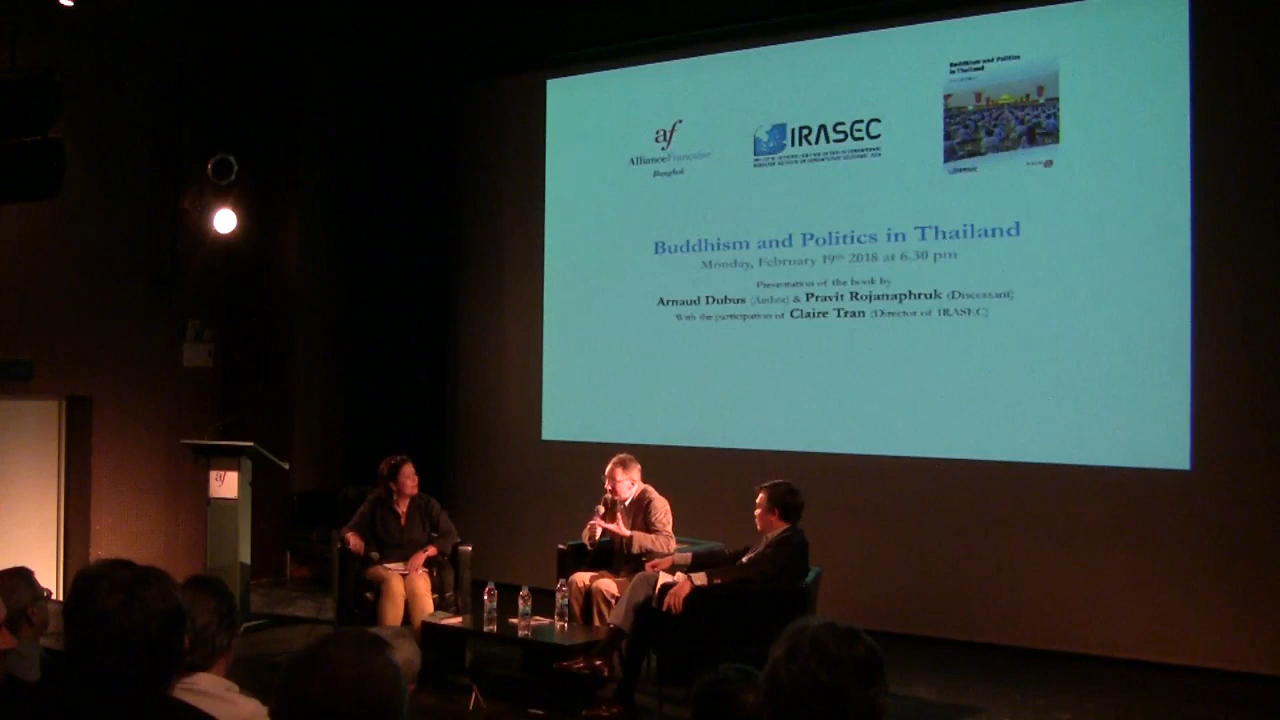 af
AllianceFrançaise
Bangkok
IRASEC
Buddhism and Politics
in Thailand
Buddhism and Politics in Thailand
Monday, February 19th 2018 at 6.30 pm
Presentation of the book by
Arnaud Dubus (Author) & Pravit Rojanaphruk (Discussant)
With the participation of Claire Tran (Director of IRASEC)
af